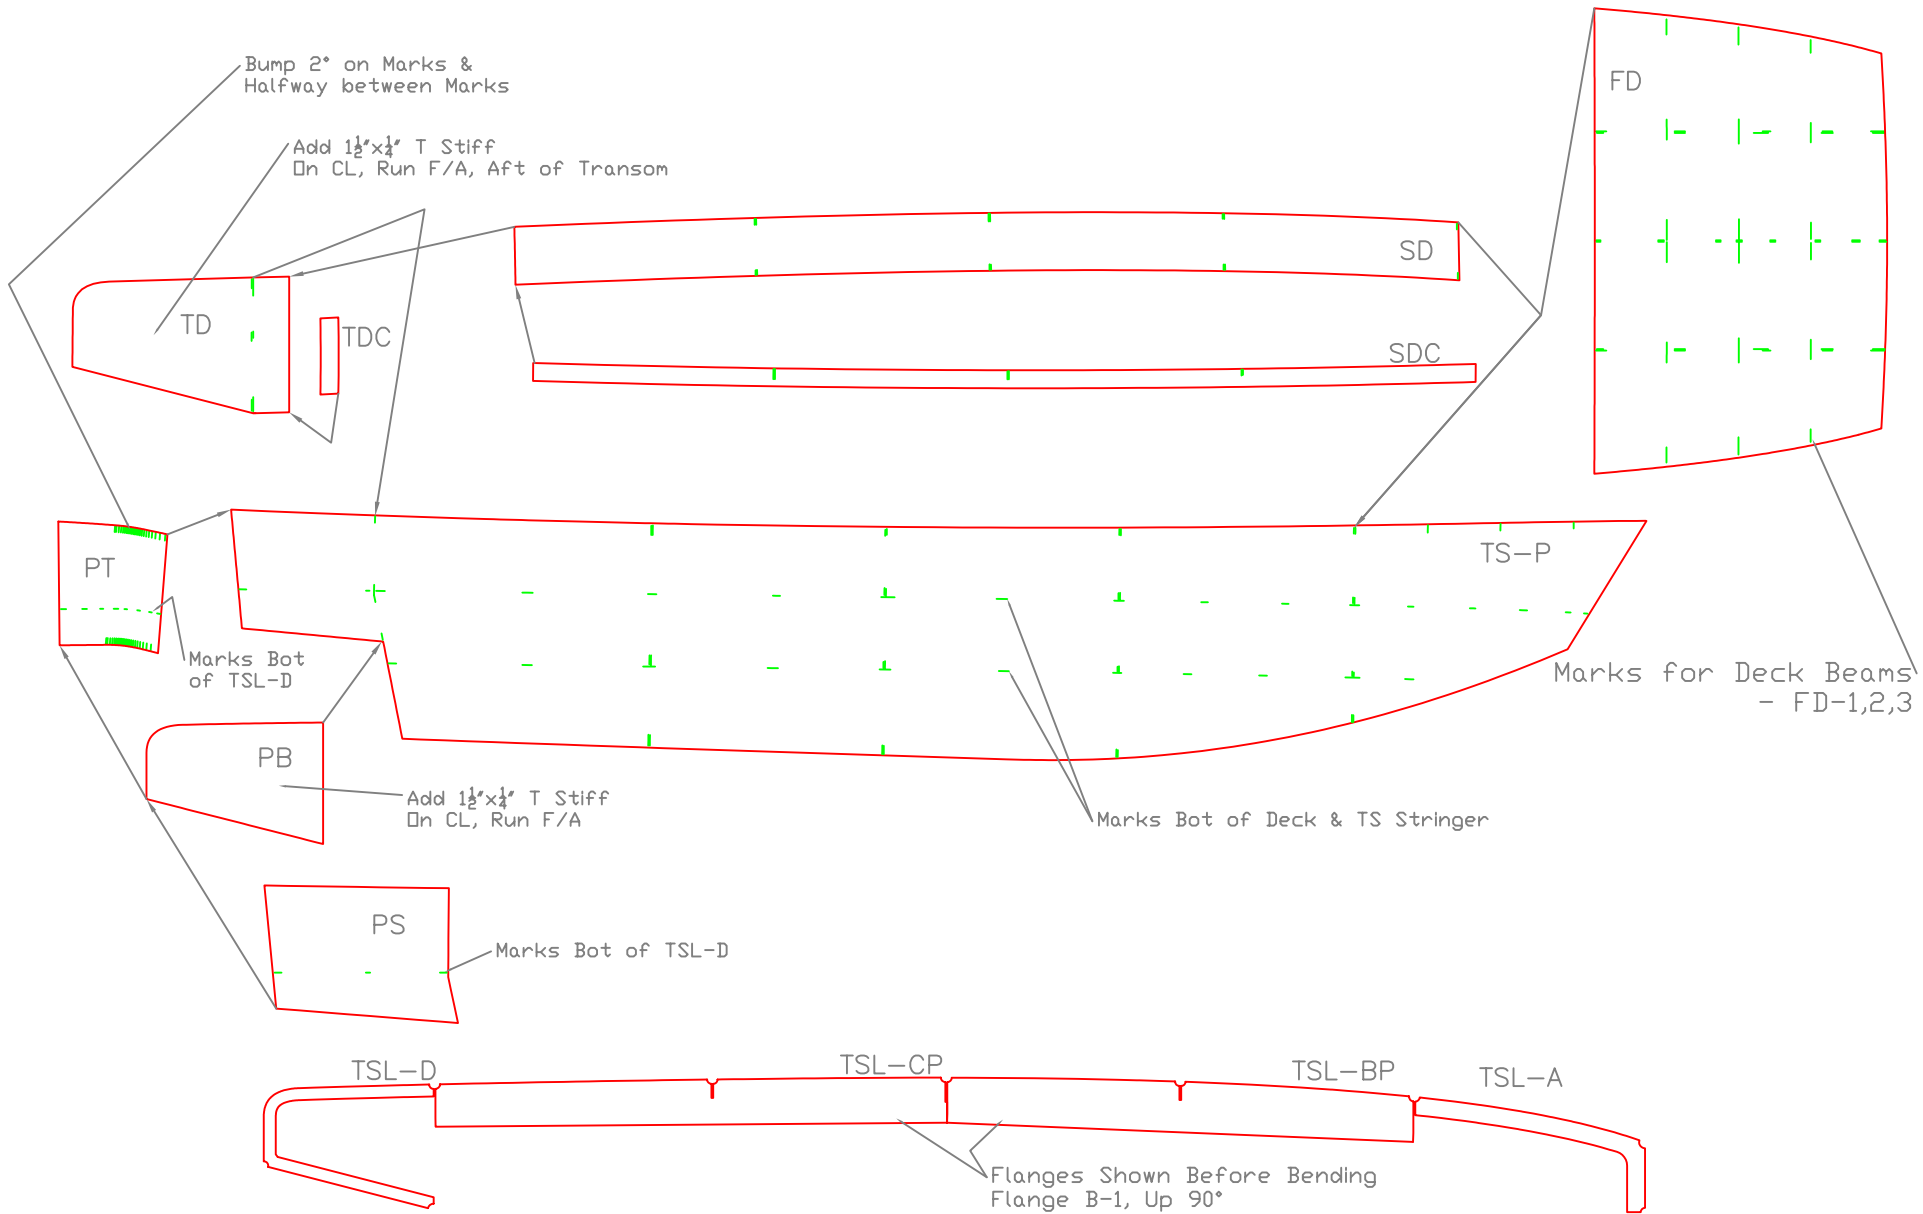 Bump 2° on Marks &
Halfway between Marks
FD
Add 1½"x¼" T Stiff
On CL, Run F/A, Aft of Transom
SD
TD
TDC
SDC
TS-P
PT
Marks Bot
of TSL-D
Marks for Deck Beams
- FD-1,2,3
PB
Add 1½"x¼" T Stiff
On CL, Run F/A
Marks Bot of Deck & TS Stringer
PS
Marks Bot of TSL-D
TSL-D
TSL-CP
TSL-BP
TSL-A
Flanges Shown Before Bending
Flange B-1, Up 90°